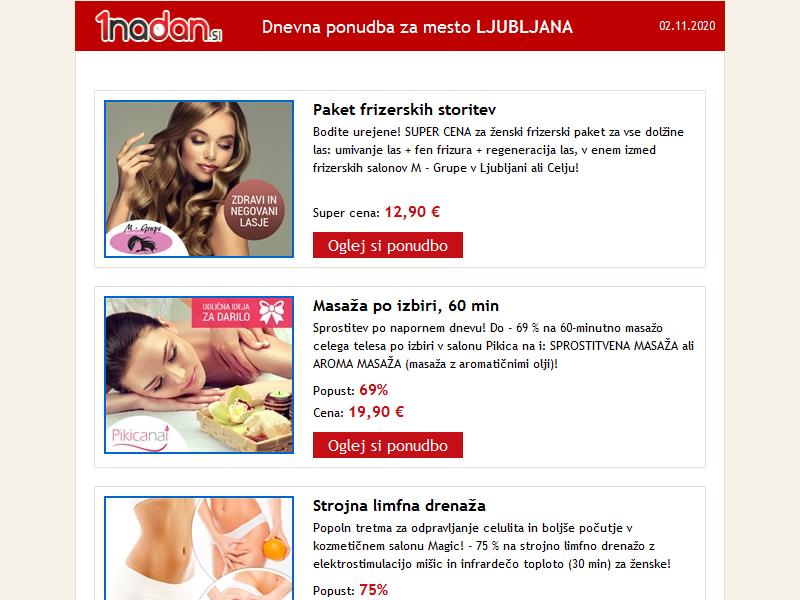 1nadan.si
Dnevna ponudba za mesto LJUBLJANA
02.11.2020
ZDRAVI IN
NEGOVANI
LASJE
M - Grupe
Paket frizerskih storitev
Bodite urejene! SUPER CENA za ženski frizerski paket za vse dolžine
las: umivanje las + fen frizura + regeneracija las, v enem izmed
frizerskih salonov M - Grupe v Ljubljani ali Celju!
Super cena: 12,90 €
Oglej si ponudbo
ODLIČNA IDEJA
ZA DARILO
Pikicanai
Masaža po izbiri, 60 min
Sprostitev po napornem dnevu! Do - 69 % na 60-minutno masažo
celega telesa po izbiri v salonu Pikica na i: SPROSTITVENA MASAŽA ali
AROMA MASAŽA (masaža z aromatičnimi olji)!
Popust: 69%
Cena: 19,90 €
Oglej si ponudbo
Strojna limfna drenaža
Popoln tretma za odpravljanje celulita in boljše počutje v
kozmetičnem salonu Magic! - 75 % na strojno limfno drenažo z
elektrostimulacijo mišic in infrardečo toploto (30 min) za ženske!
Popust: 75%